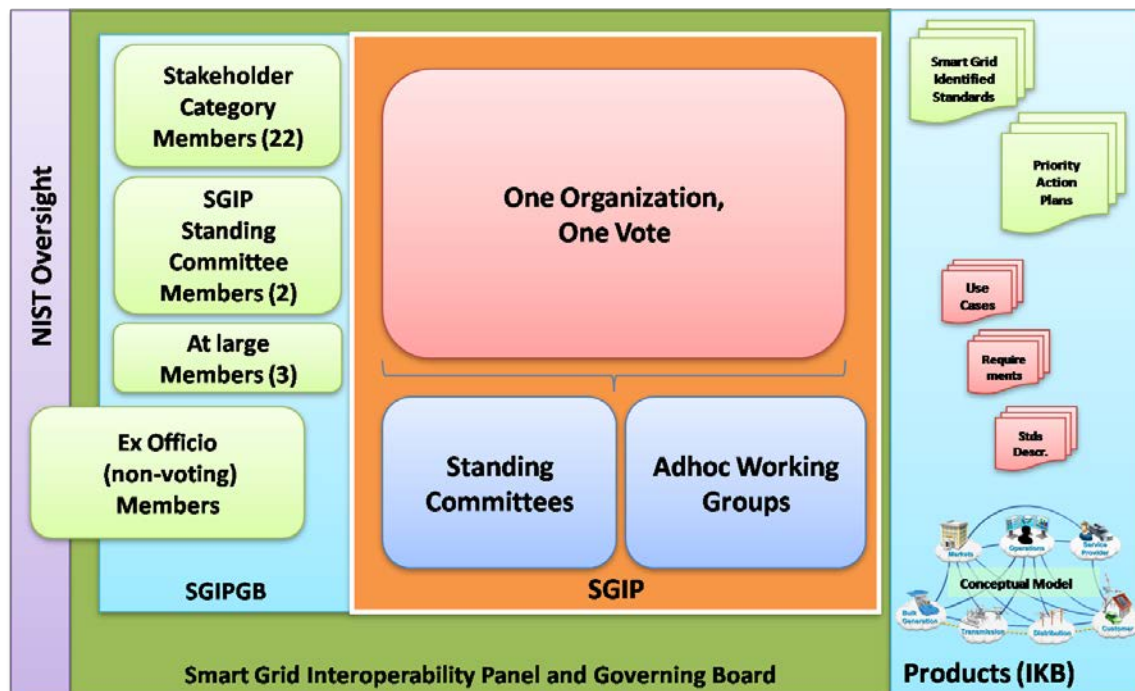 NIST Oversight
Stakeholder
Category
Members (22)
SGIP
Standing
Committee
Members (2)
At large
Members (3)
Ex Officio
(non-voting)
Members
SGIPGB
One Organization,
One Vote
Standing
Committees
Adhoc Working
Groups
SGIP
Smart Grid Interoperability Panel and Governing Board
Smart Grid
Identified
Standards
Priority
Action
Plans
Use
Cases
Require
ments
Stds
Descr.
Markets
Operations
Service
Provider
Conceptual Model
Bulk
Generation
Transmission
Distribution
Customer
Products (IKB)